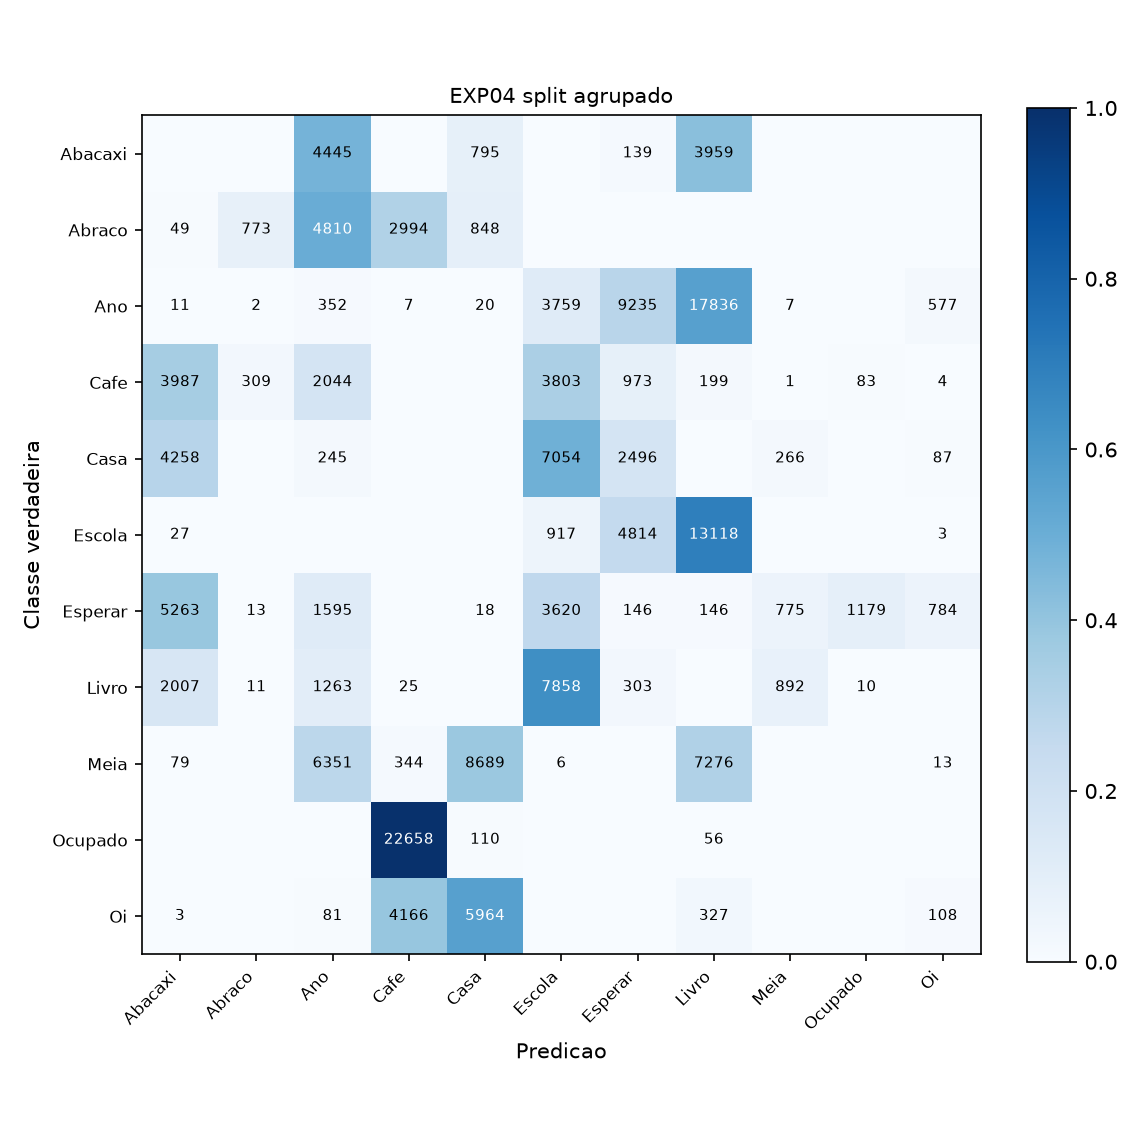 EXP04 split agrupado
1.0
Abacaxi 4445 795 139 3959
Abraco 49 773 4810 2994 848
0.8
Ano 11 2 352 7 20 3759 9235 17836 7 577
Cafe 3987 309 2044 3803 973 199 1 83 4
0.6
Classe verdadeira
Casa 4258 245 7054 2496 266 87
Escola 27 917 4814 13118 3
Esperar 5263 13 1595 18 3620 146 146 775 1179 784
0.4
Livro 2007 11 1263 25 7858 303 892 10
Meia 79 6351 344 8689 6 7276 13
0.2
Ocupado 22658 110 56
Oi 3 81 4166 5964 327 108
0.0
Abacaxi Abraco Ano Cafe Casa Escola Esperar Livro Meia Ocupado Oi
Predicao